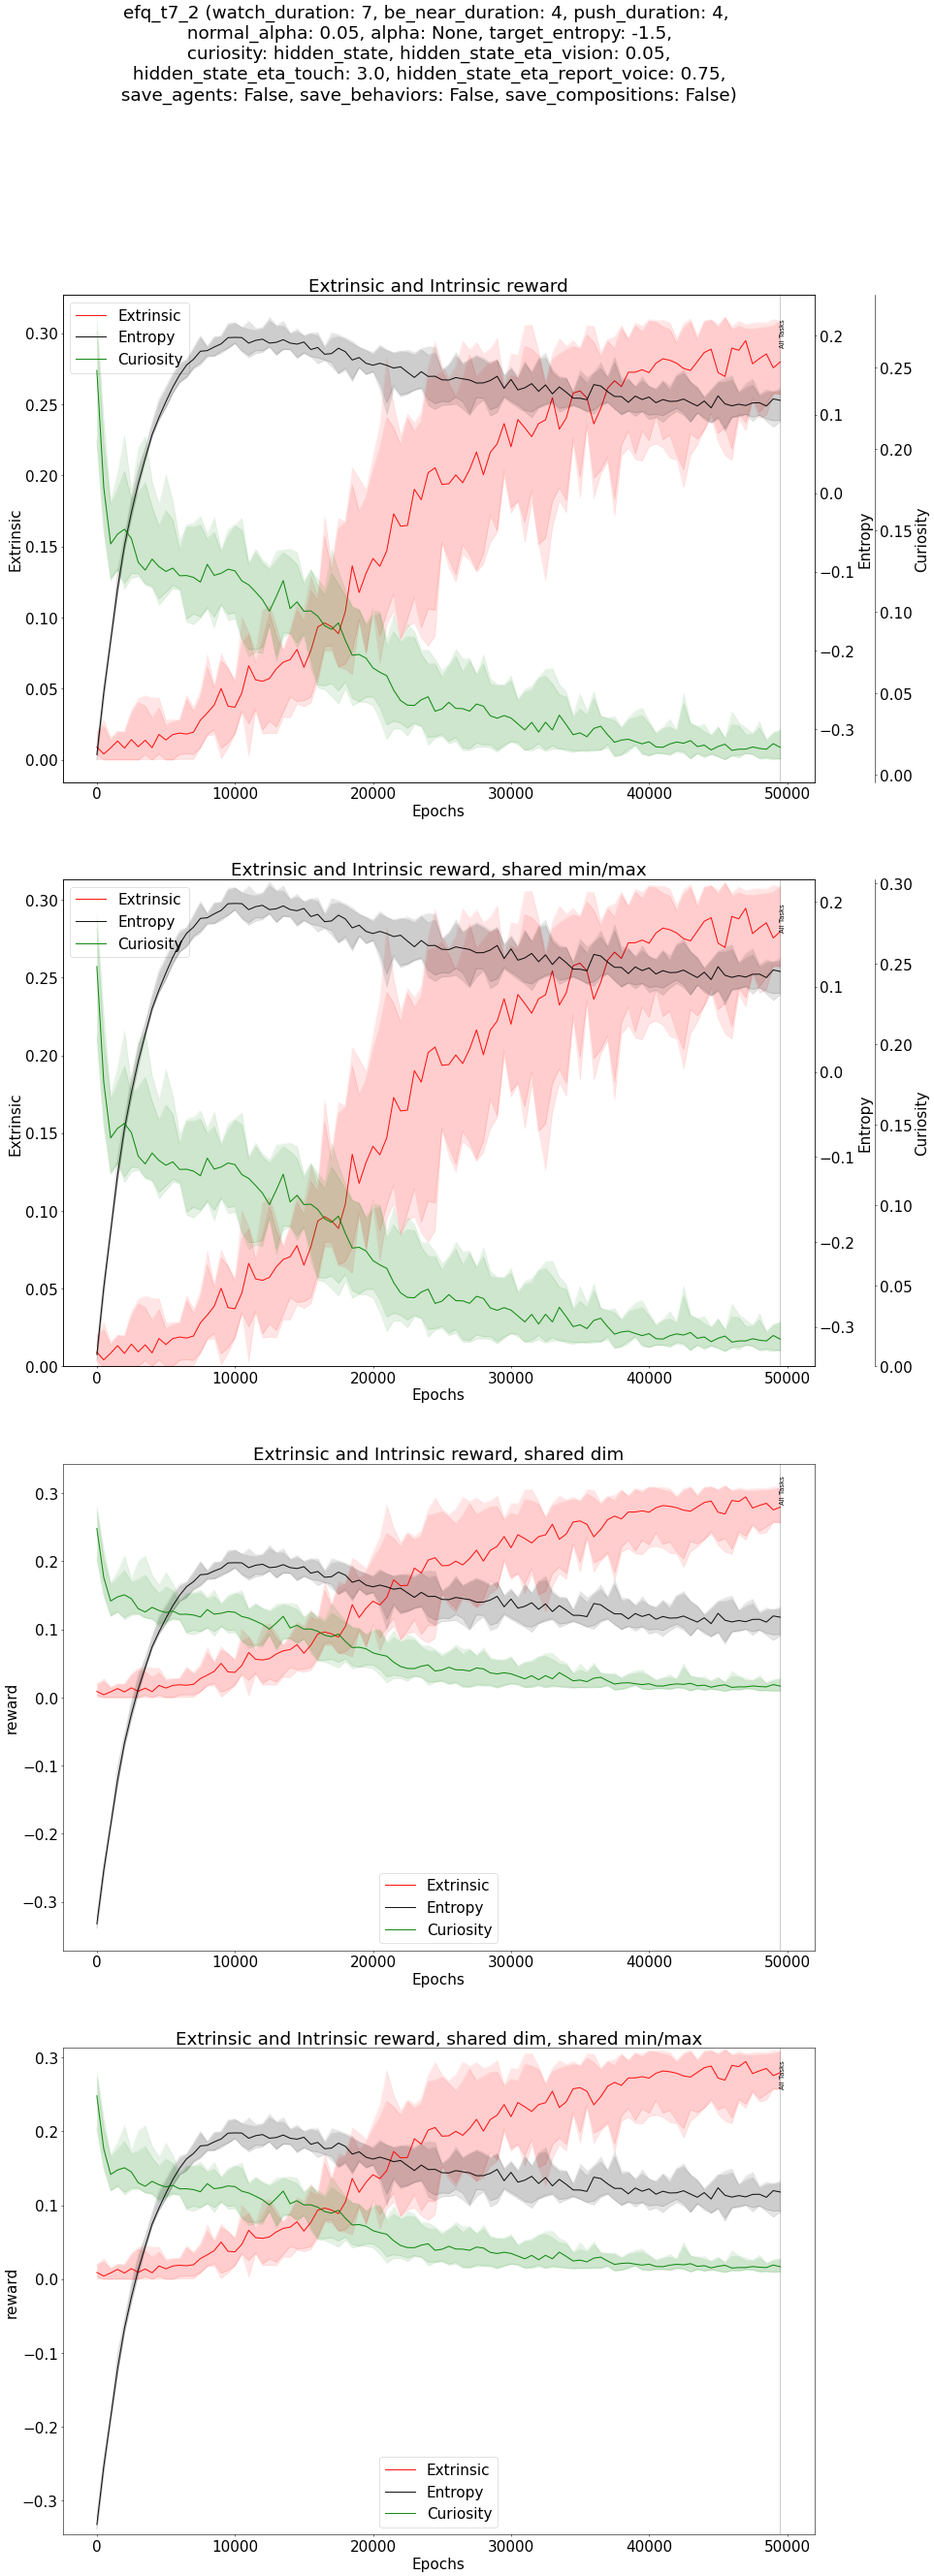 efq_t7_2 (watch_duration: 7, be_near_duration: 4, push_duration: 4,
normal_alpha: 0.05, alpha: None, target_entropy: -1.5,
curiosity: hidden_state, hidden_state_eta_vision: 0.05,
hidden_state_eta_touch: 3.0, hidden_state_eta_report_voice: 0.75,
save_agents: False, save_behaviors: False, save_compositions: False)
Extrinsic and Intrinsic reward
Extrinsic
Entropy
Curiosity
All Tasks
0.30
0.25
0.20
0.15
0.10
0.05
0.00
Extrinsic
0.2
0.1
0.0
−0.1
−0.2
−0.3
Entropy
0.25
0.20
0.15
0.10
0.05
0.00
Curiosity
0 10000 20000 30000 40000 50000
Epochs
Extrinsic and Intrinsic reward, shared min/max
Extrinsic
Entropy
Curiosity
All Tasks
0.30
0.25
0.20
0.15
0.10
0.05
0.00
Extrinsic
0.2
0.1
0.0
−0.1
−0.2
−0.3
Entropy
0.30
0.25
0.20
0.15
0.10
0.05
0.00
Curiosity
0 10000 20000 30000 40000 50000
Epochs
Extrinsic and Intrinsic reward, shared dim
All Tasks
0.3
0.2
0.1
0.0
−0.1
−0.2
−0.3
reward
Extrinsic
Entropy
Curiosity
0 10000 20000 30000 40000 50000
Epochs
Extrinsic and Intrinsic reward, shared dim, shared min/max
All Tasks
0.3
0.2
0.1
0.0
−0.1
−0.2
−0.3
reward
Extrinsic
Entropy
Curiosity
0 10000 20000 30000 40000 50000
Epochs